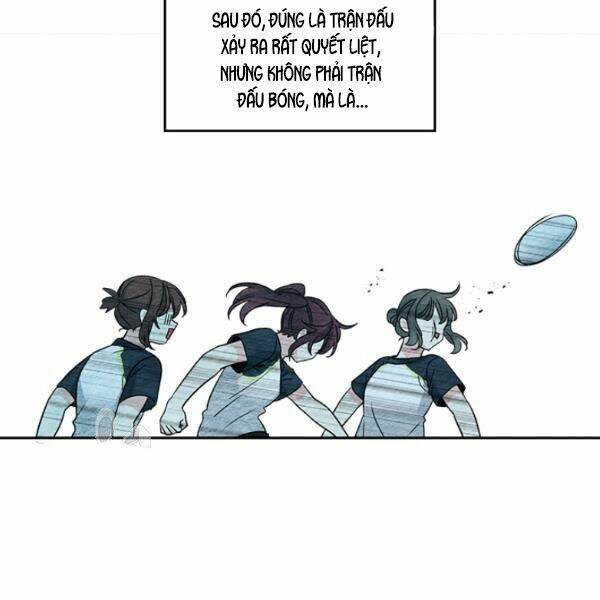 SAU ĐÓ, ĐÚNG LÀ TRẬN ĐẤU
XẢY RA RẤT QUYẾT LIỆT,
NHƯNG KHÔNG PHẢI TRẬN
ĐẤU BÓNG, MÀ LÀ...